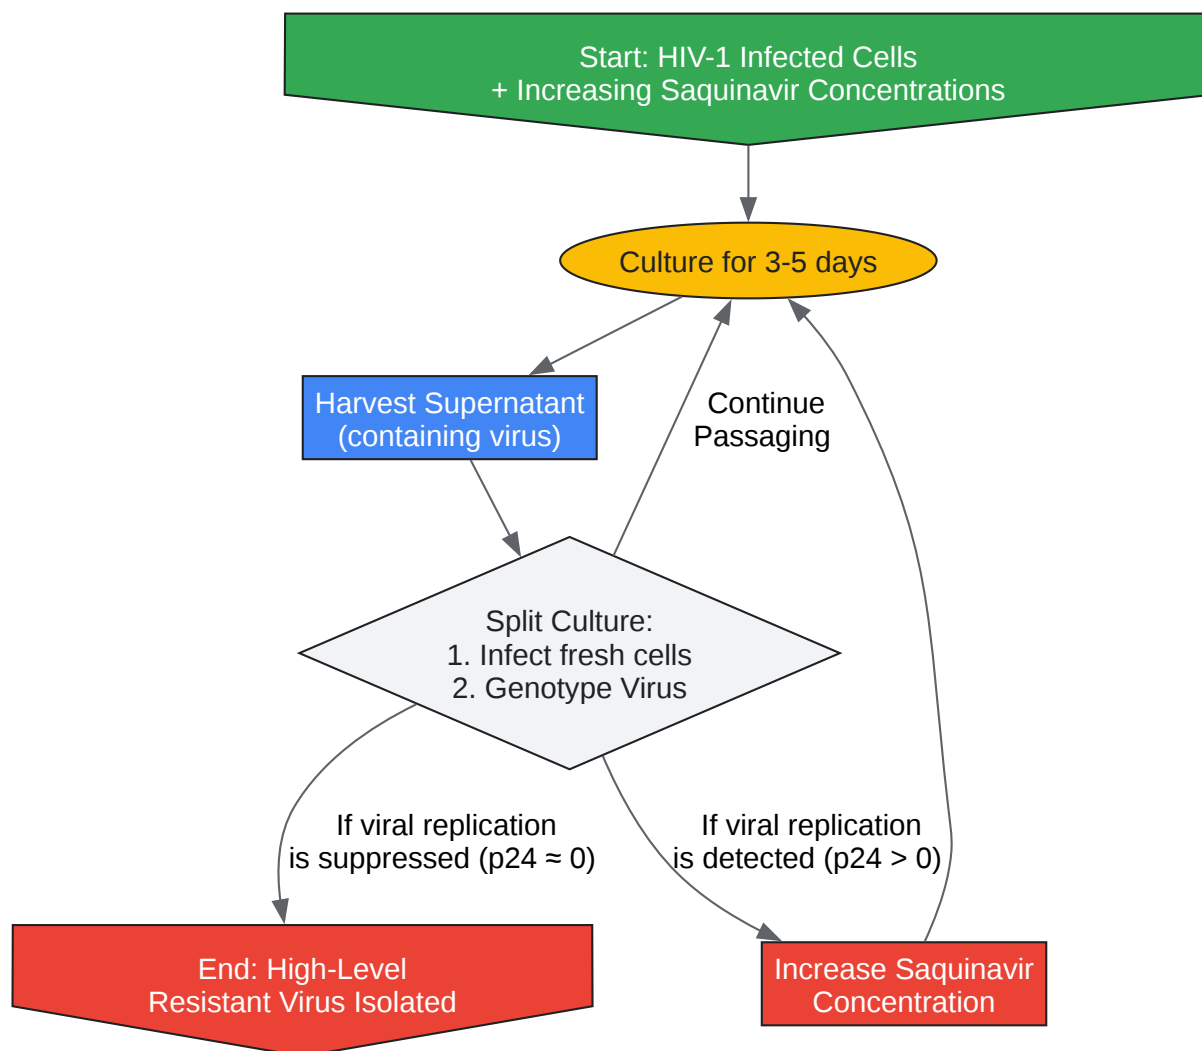 Start: HIV-1 Infected Cells
+ Increasing Saquinavir Concentrations
Culture for 3-5 days
Harvest Supernatant
(containing virus)
Continue
Passaging
Split Culture:
1. Infect fresh cells
2. Genotype Virus
If viral replication
is suppressed (p24 ≈ 0)
If viral replication
is detected (p24 > 0)
End: High-Level
Resistant Virus Isolated
Increase Saquinavir
Concentration